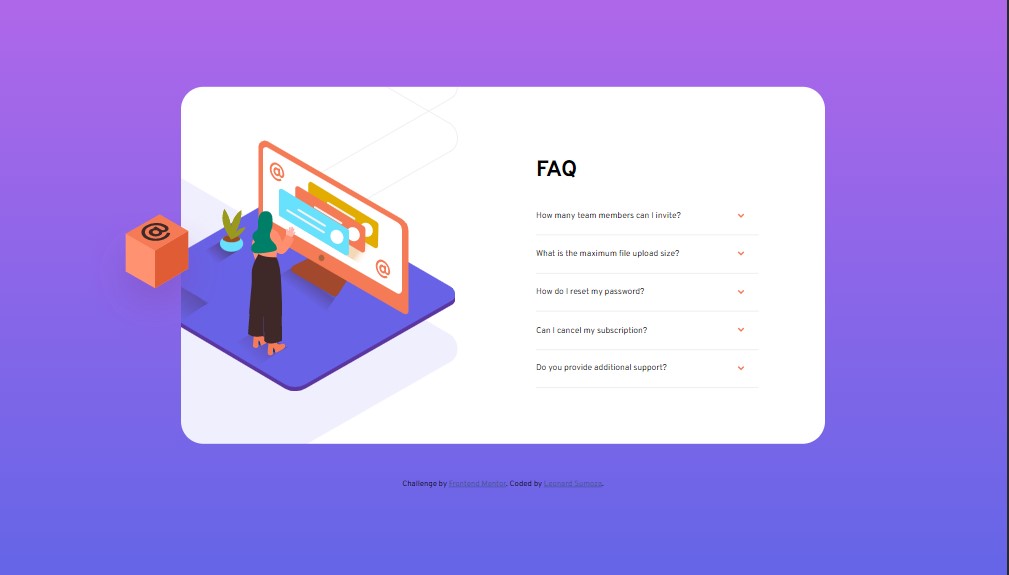 @
@
@
FAQ
How many team members can I invite?
What is the maximum file upload size?
How do I reset my password?
Can I cancel my subscription?
Do you provide additional support?
Challenge by Frontend Mentor. Coded by Leonard